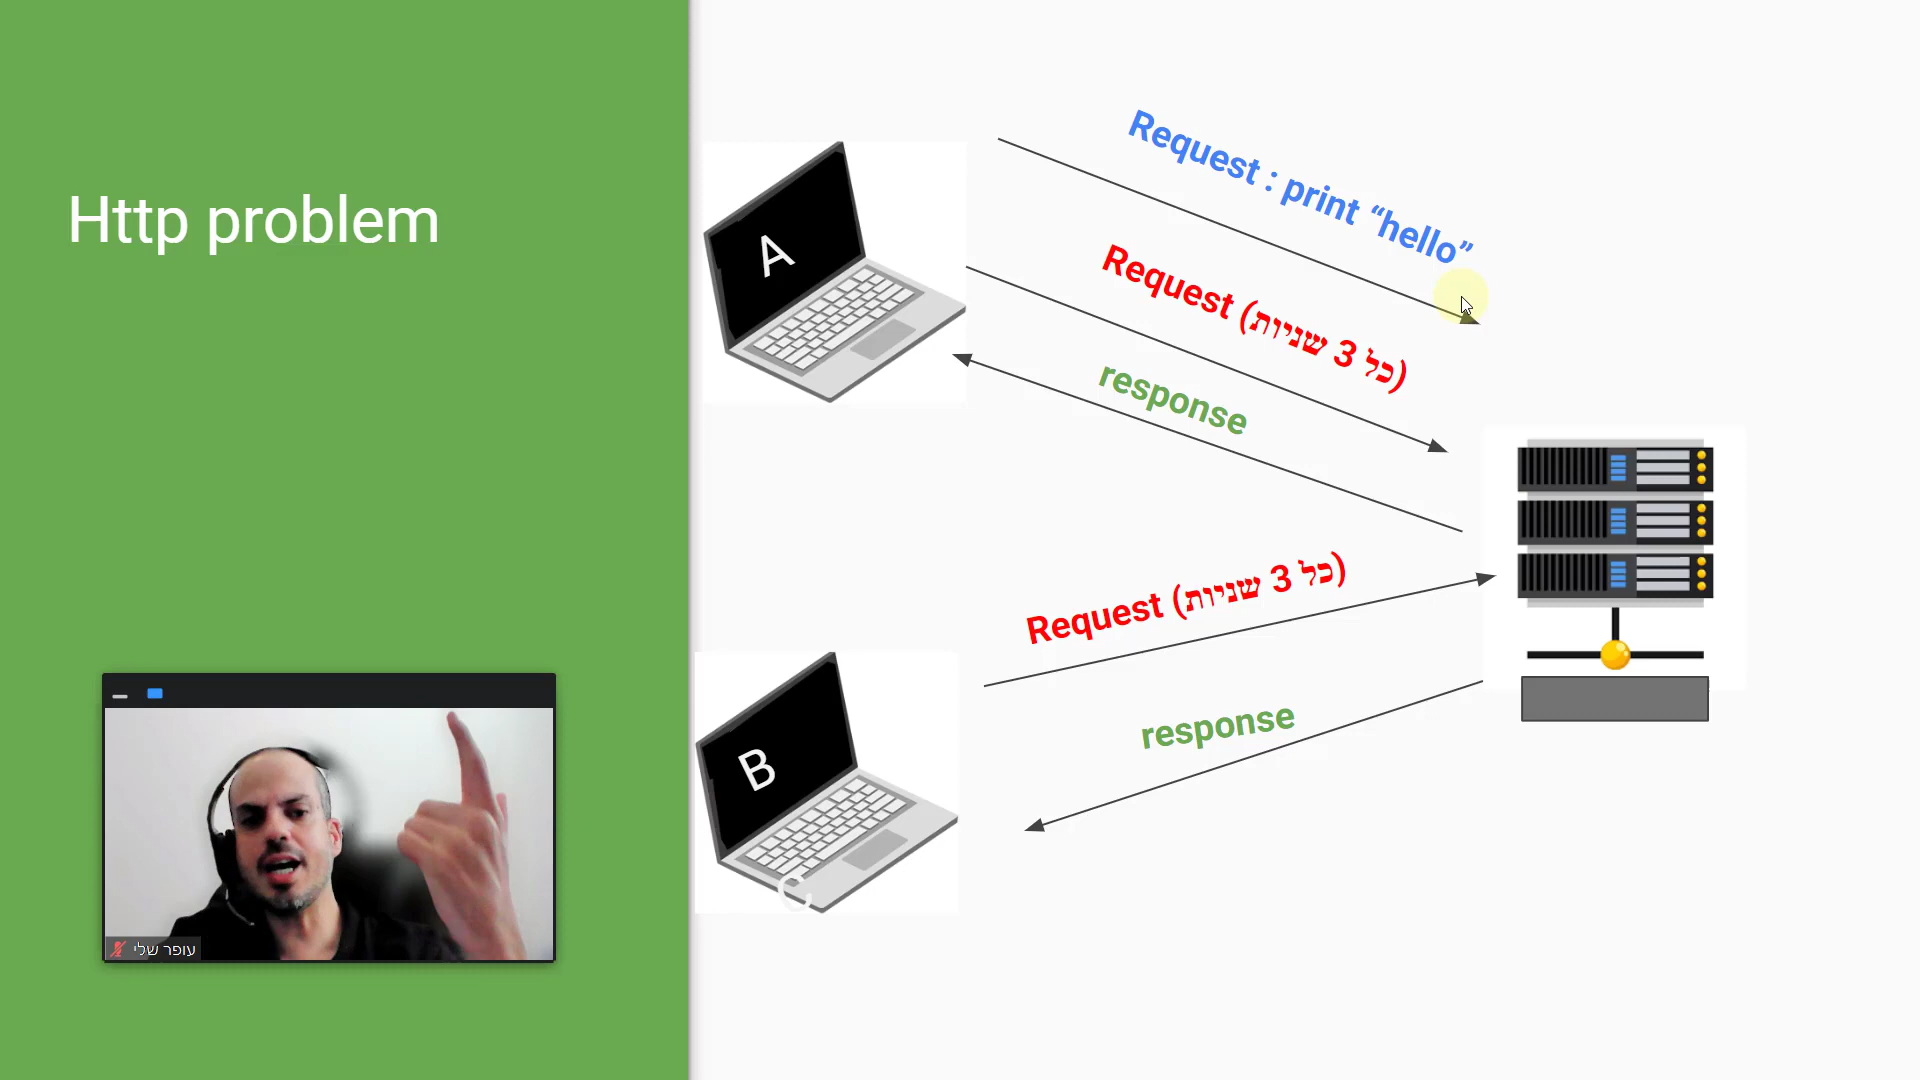 Http problem
A
Request : print “hello”
Request (כל 3 שניות)
response
Request (כל 3 שניות)
response
B
C
עופר שלי